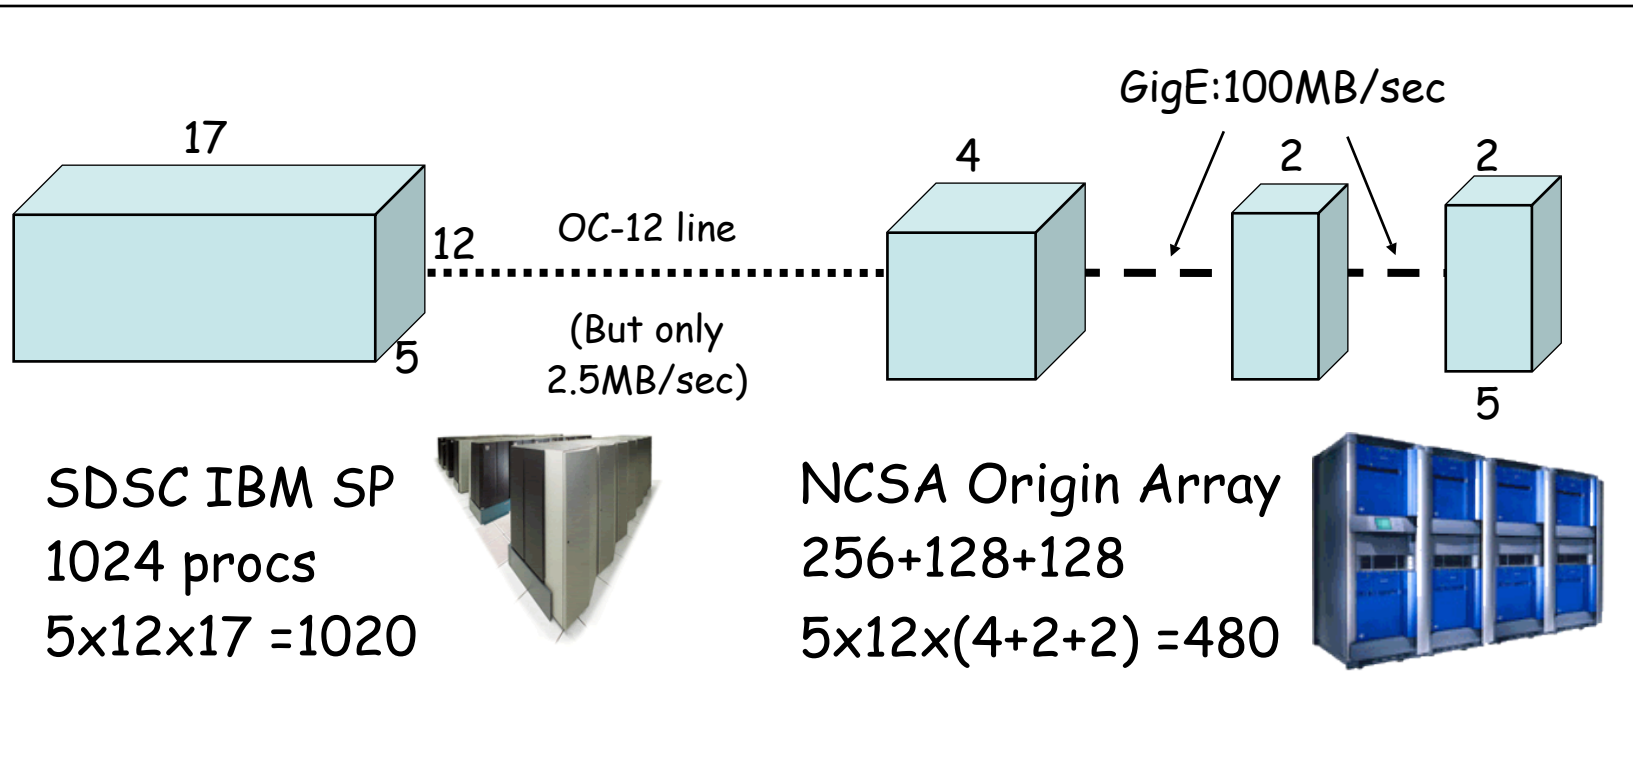 GigE:100MB/sec
17
4
2
2
12
OC-12 line
(But only
2.5MB/sec)
5
5
SDSC IBM SP
1024 procs
5x12x17 =1020
NCSA Origin Array
256+128+128
5x12x(4+2+2) =480